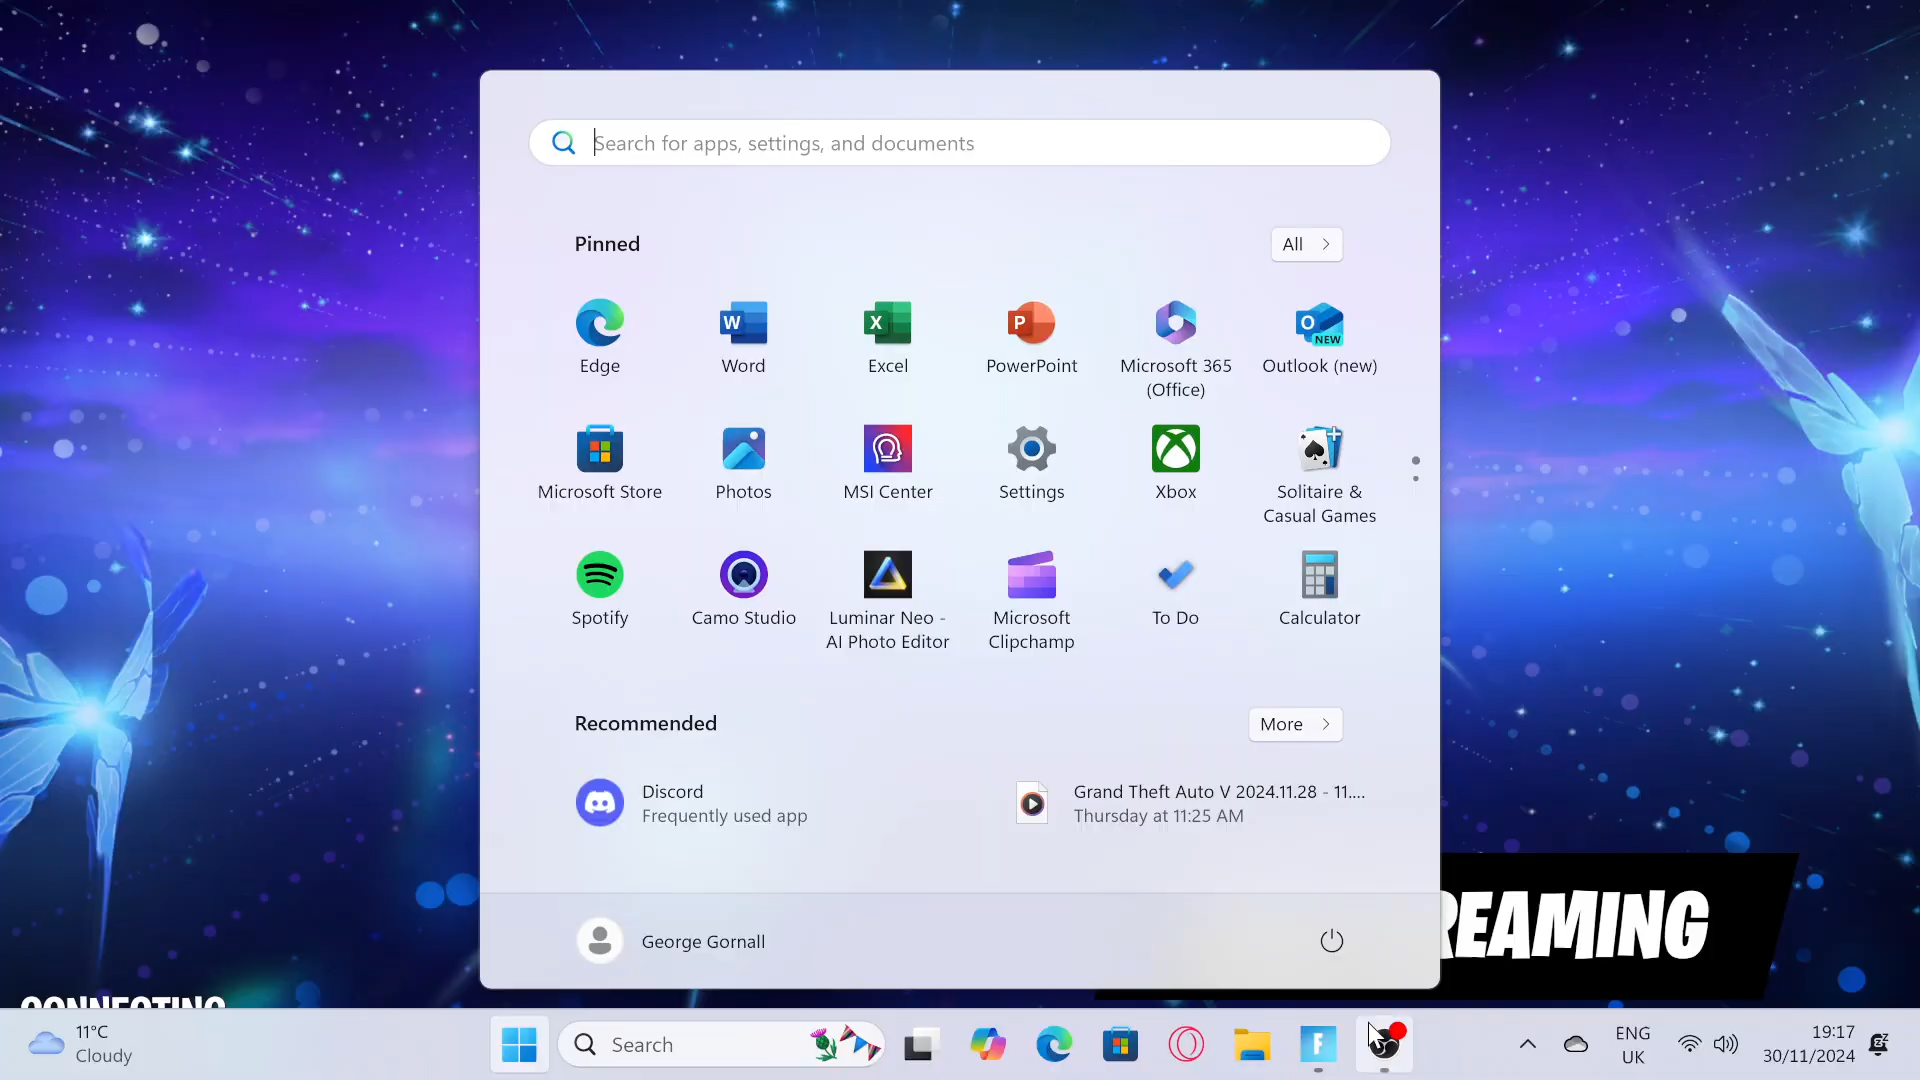 Search for apps, settings, and documents
Pinned
All
Edge
Word
Excel
PowerPoint
Microsoft 365
(Office)
Outlook (new)
Microsoft Store
Photos
MSI Center
Settings
Xbox
Solitaire &
Casual Games
Spotify
Camo Studio
Luminar Neo -
AI Photo Editor
Microsoft
Clipchamp
To Do
Calculator
Recommended
More
Discord
Frequently used app
Grand Theft Auto V 2024.11.28 - 11....
Thursday at 11:25 AM
George Gornall
REAMING
CONNECTING
11°C
Cloudy
Search
ENG
UK
19:17
30/11/2024